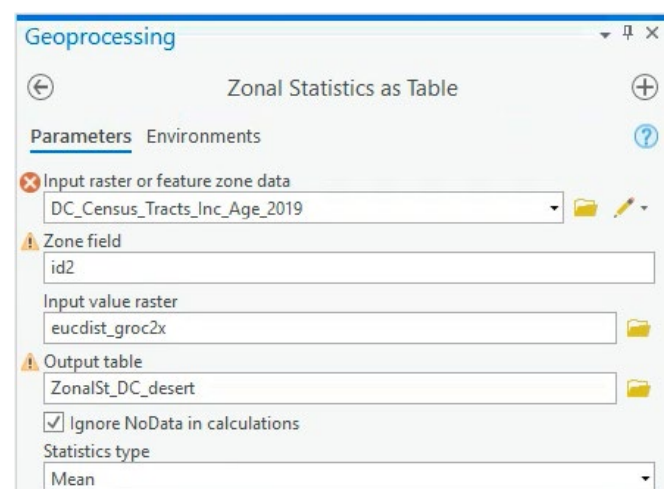 Geoprocessing
Zonal Statistics as Table
Parameters Environments
Input raster or feature zone data
DC_Census_Tracts_Inc_Age_2019
Zone field
id2
Input value raster
eucdist_groc2x
Output table
ZonalSt_DC_desert
Ignore NoData in calculations
Statistics type
Mean